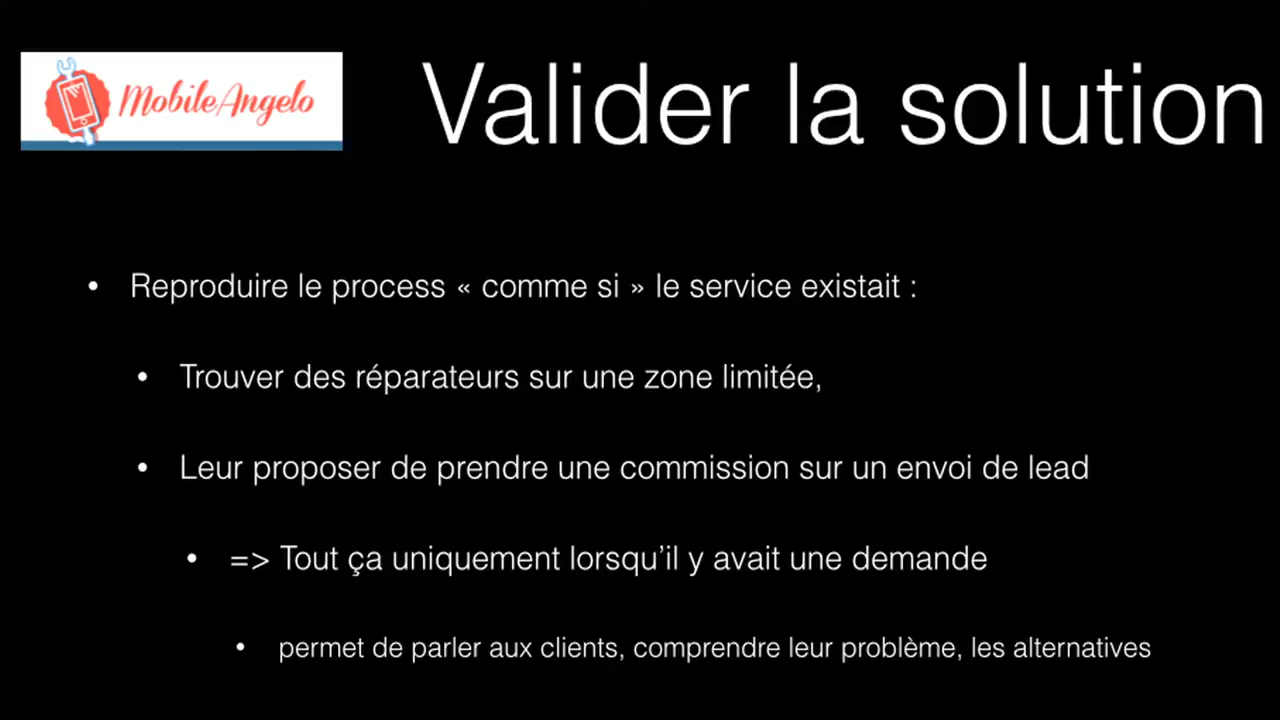 MobileAngelo
Valider la solution
• Reproduire le process « comme si » le service existait :
• Trouver des réparateurs sur une zone limitée,
• Leur proposer de prendre une commission sur un envoi de lead
• => Tout ça uniquement lorsqu’il y avait une demande
• permet de parler aux clients, comprendre leur problème, les alternatives